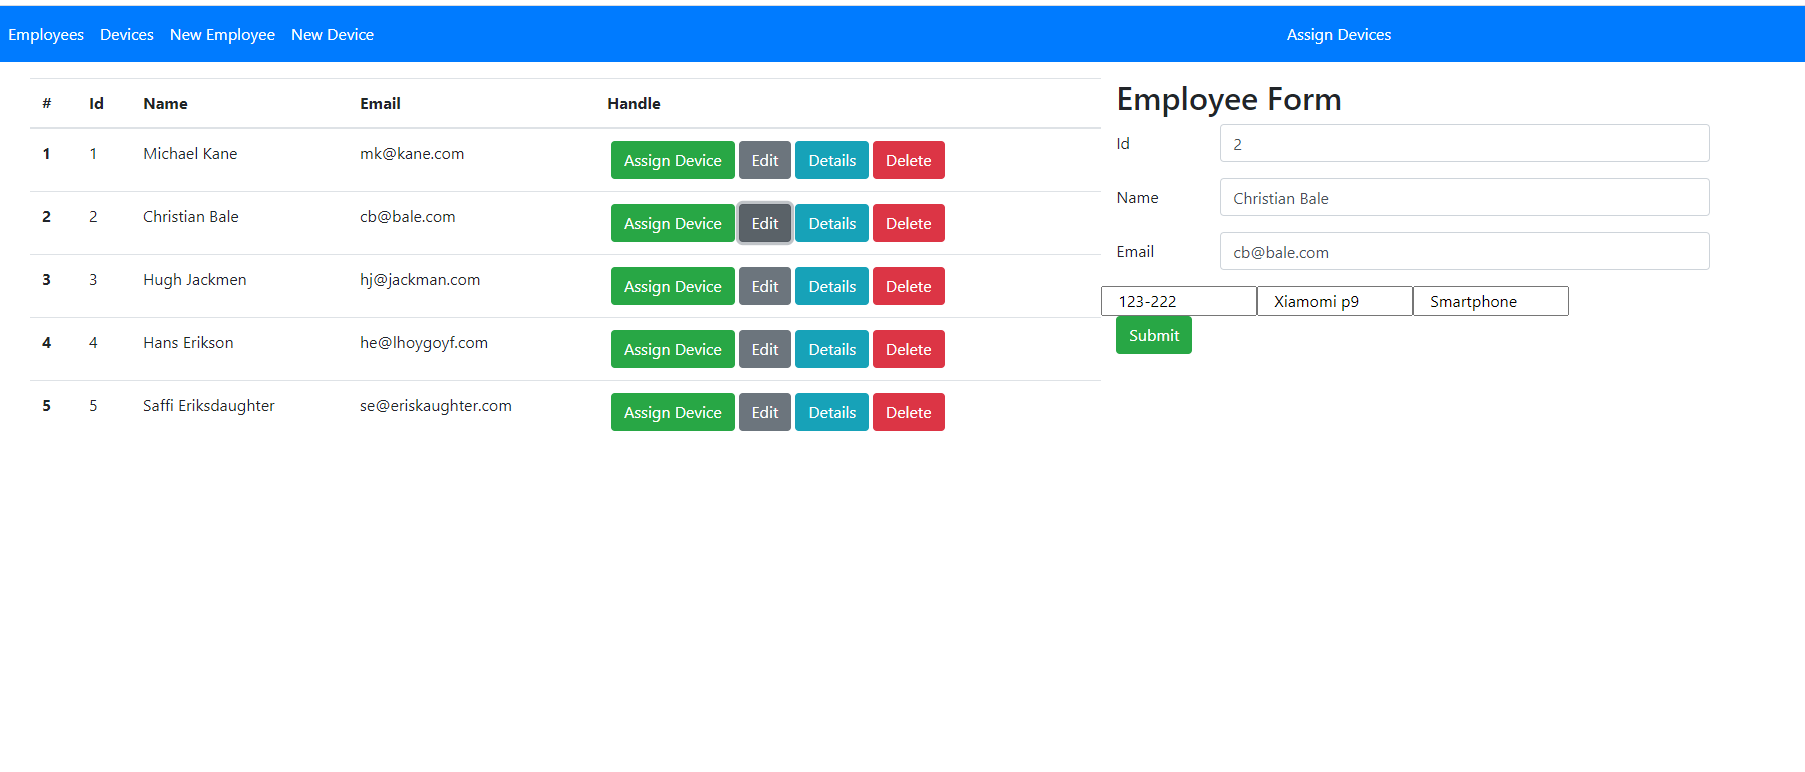 Employees Devices New Employee New Device Assign Devices
# Id Name Email Handle
1 1 Michael Kane mk@kane.com Assign Device Edit Details Delete
2 2 Christian Bale cb@bale.com Assign Device Edit Details Delete
3 3 Hugh Jackmen hj@jackman.com Assign Device Edit Details Delete
4 4 Hans Erikson he@lhoygoyf.com Assign Device Edit Details Delete
5 5 Saffi Eriksdaughter se@eriskaughter.com Assign Device Edit Details Delete
Employee Form
Id 2
Name Christian Bale
Email cb@bale.com
123-222 Xiamomi p9 Smartphone
Submit